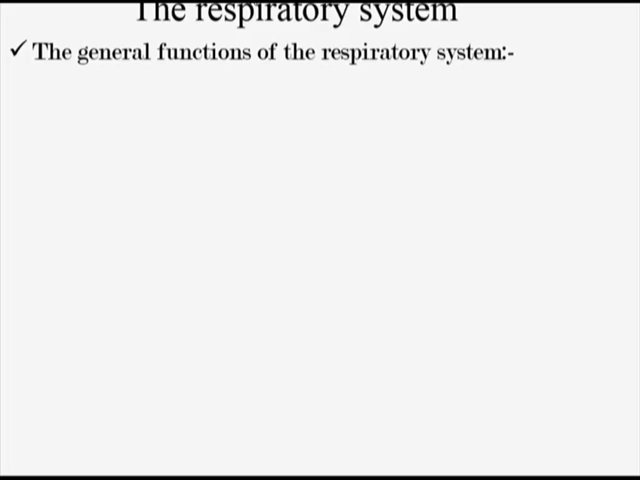 The respiratory system
✓ The general functions of the respiratory system:-